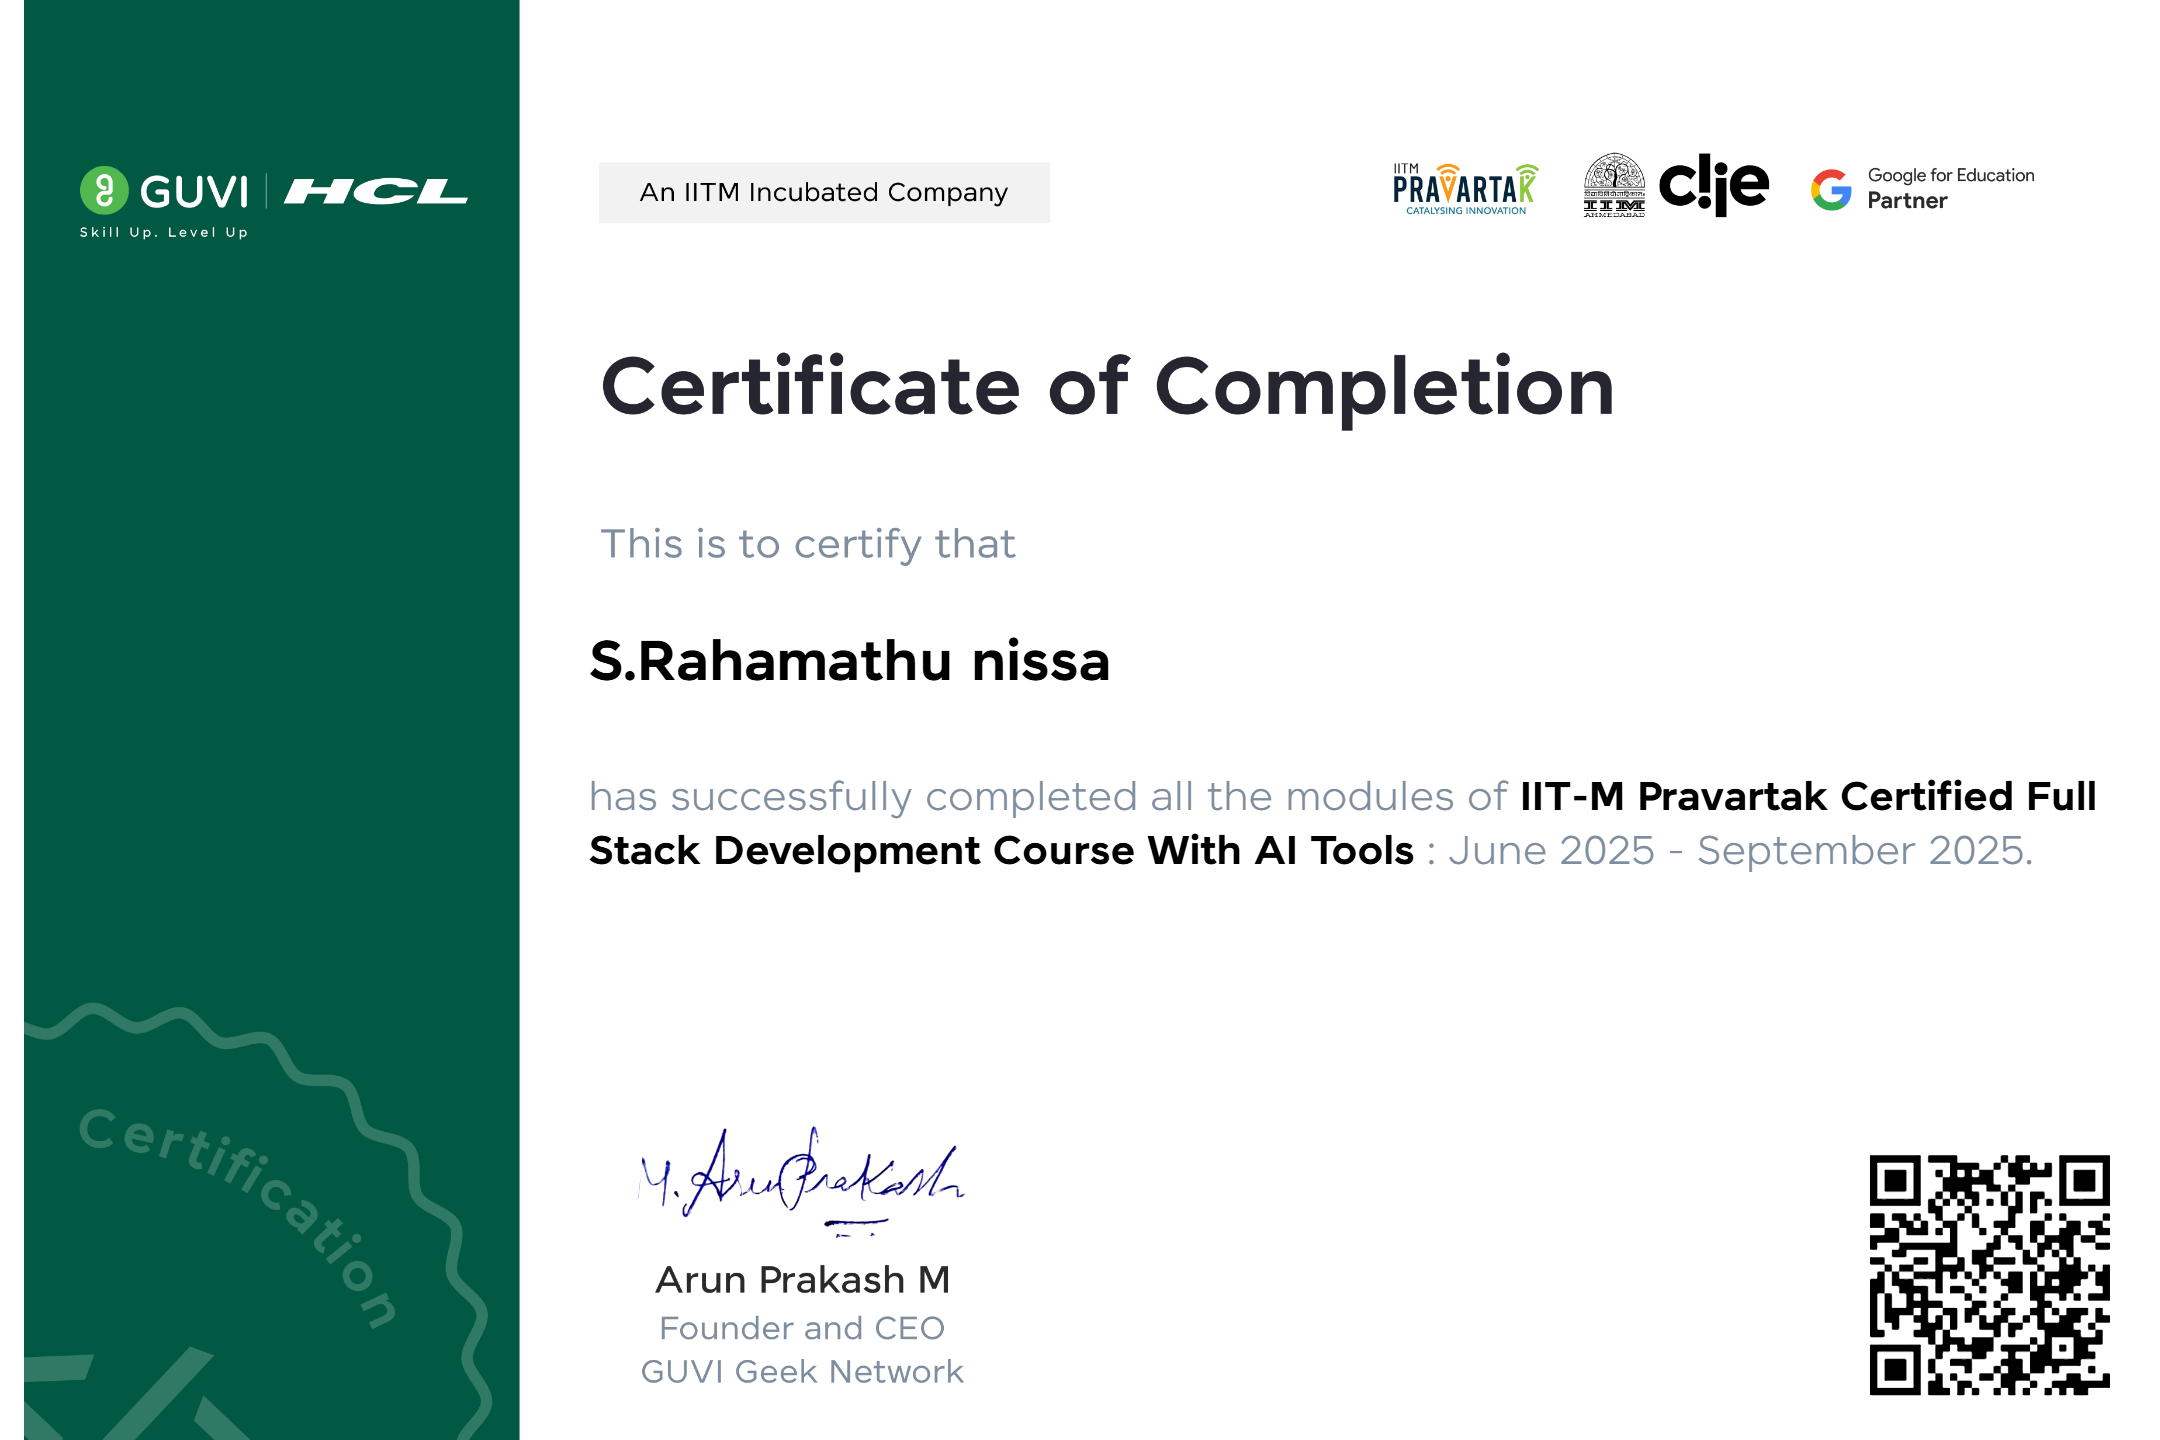 GUVI | HCL
Skill Up. Level Up
An IITM Incubated Company
IITM
PRAVARTAK
CATALYSING INNOVATION
IIM
AHMEDABAD
c!ie
Google for Education
Partner
Certificate of Completion
This is to certify that
S.Rahamathu nissa
has successfully completed all the modules of IIT-M Pravartak Certified Full
Stack Development Course With AI Tools : June 2025 - September 2025.
Certification
M. Arun Prakash
Arun Prakash M
Founder and CEO
GUVI Geek Network